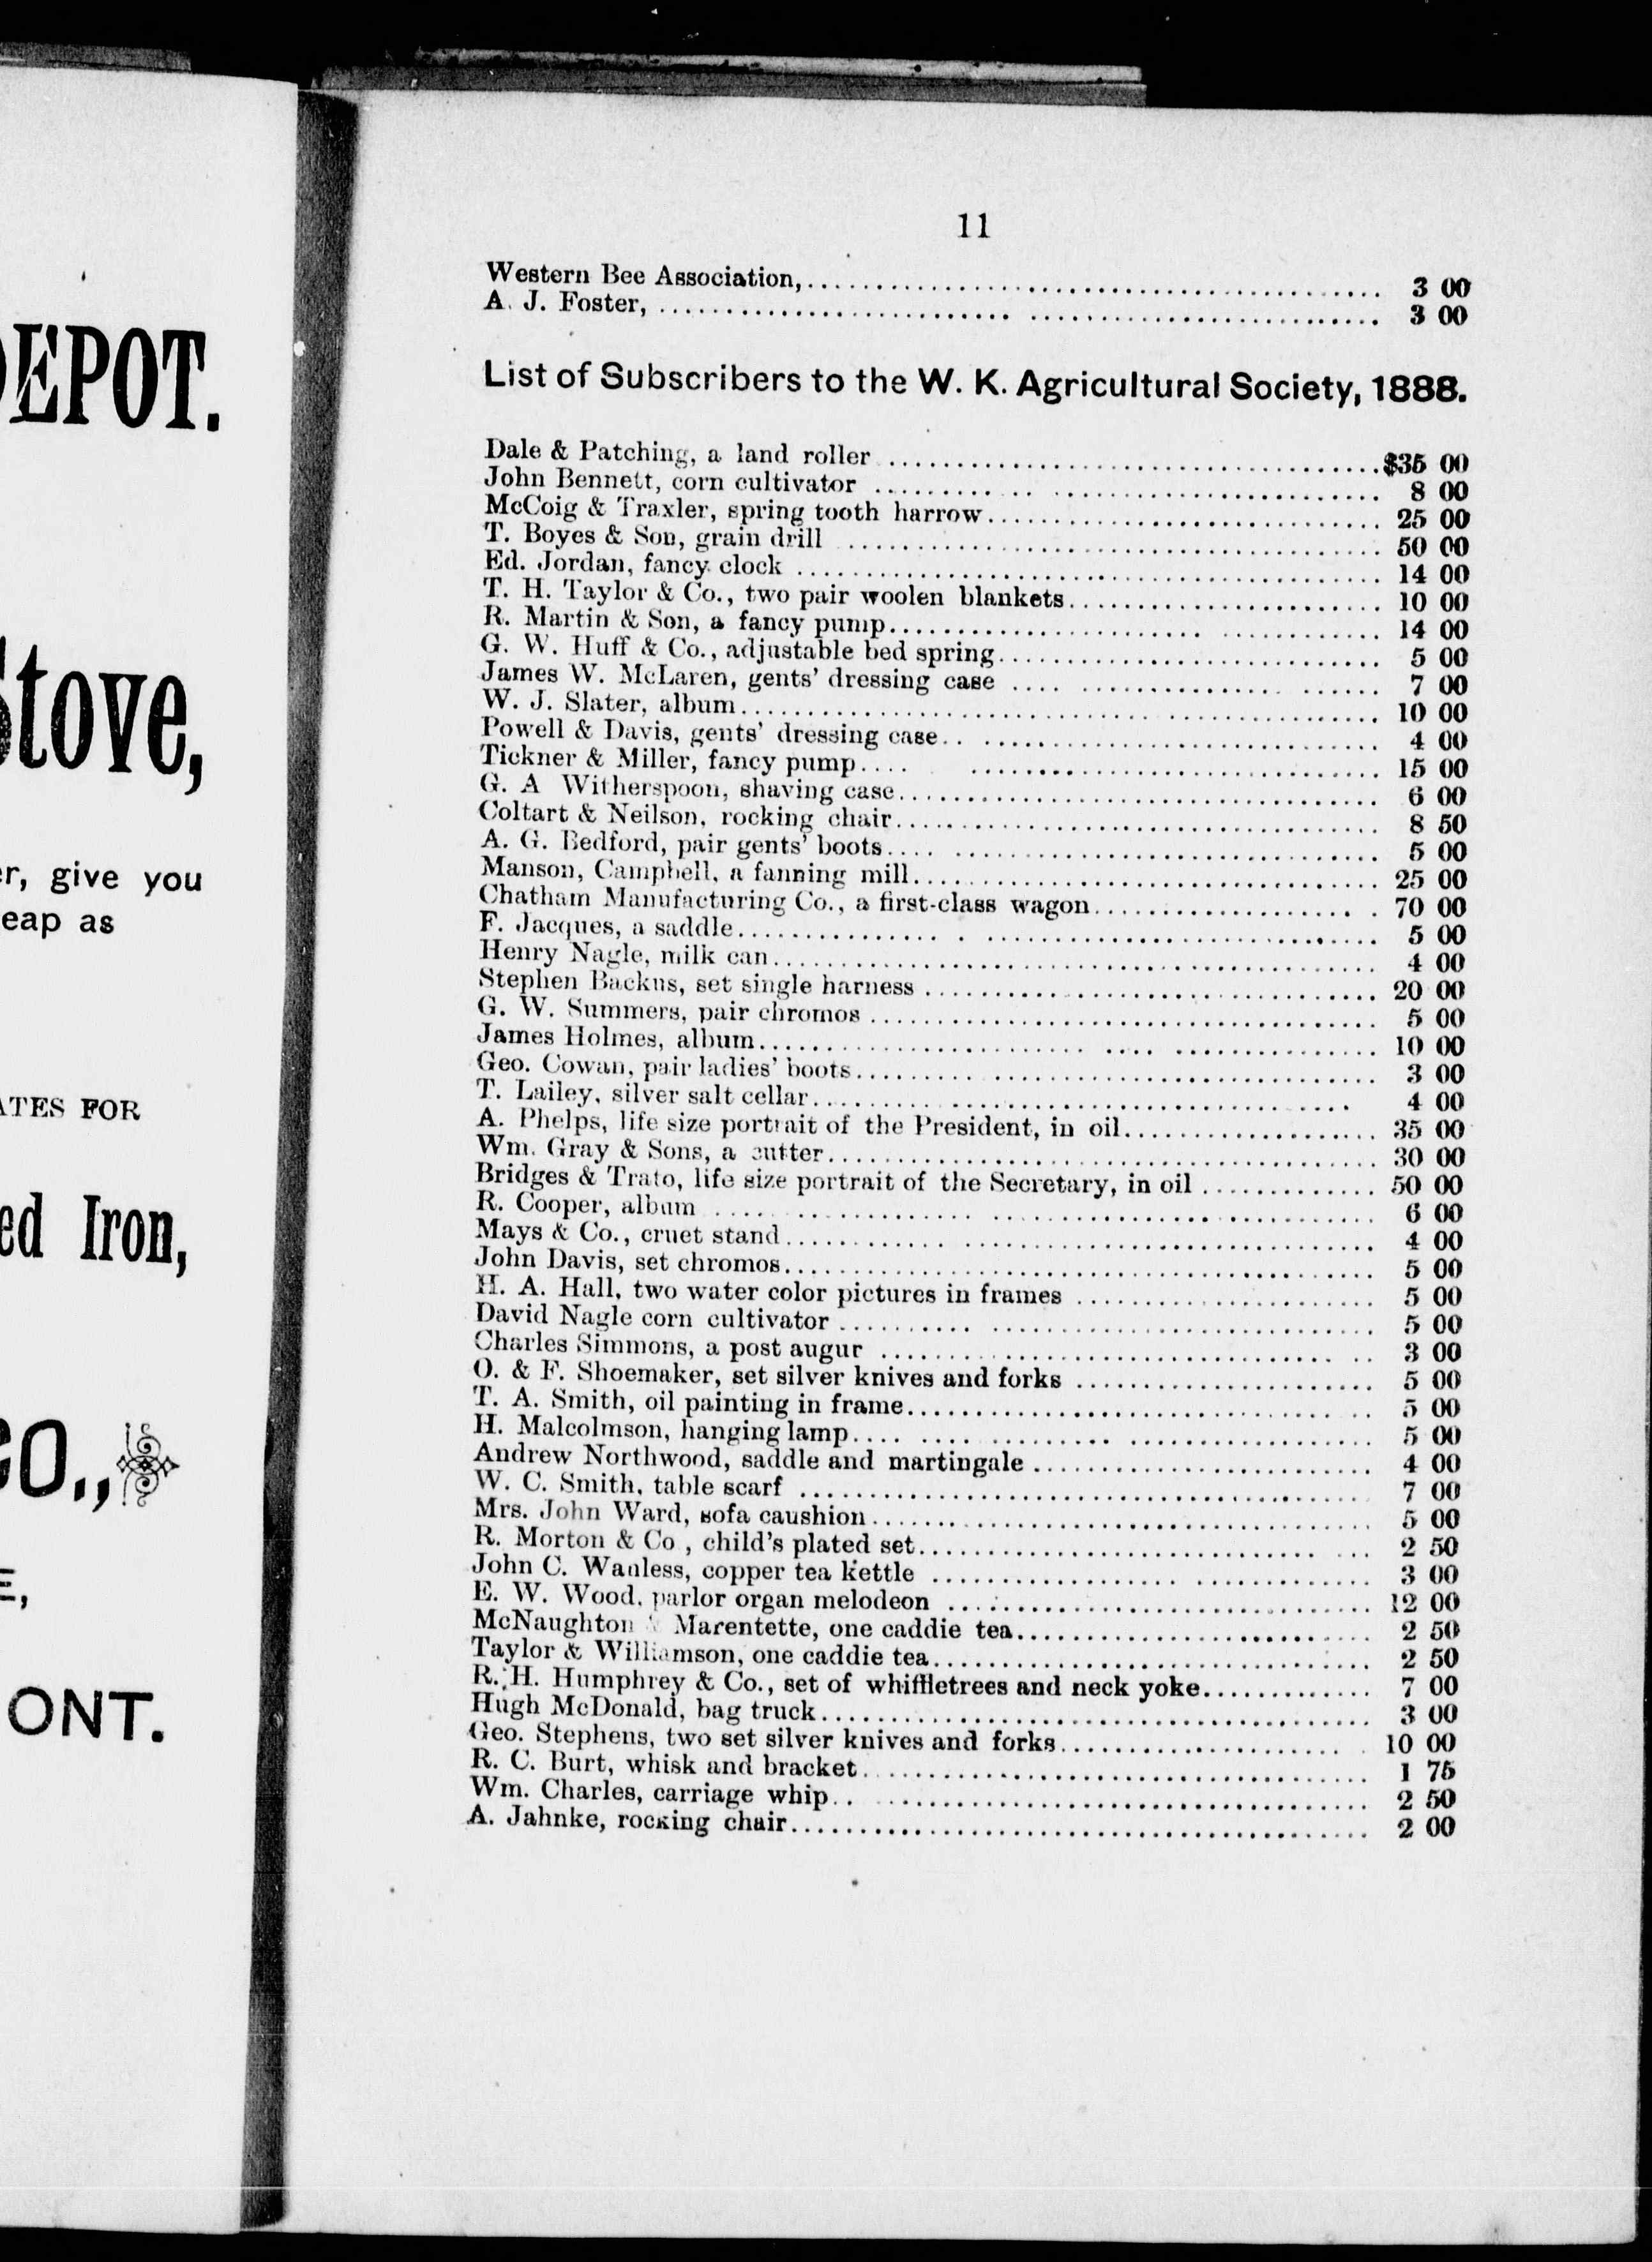 EPOT.
tove,
r, give you
eap as
ATES FOR
ed Iron,
CO.,
E,
ONT.
11
Western Bee Association, 3 00
A. J. Foster, 3 00
List of Subscribers to the W. K. Agricultural Society, 1888.
Dale & Patching, a land roller $35 00
John Bennett, corn cultivator 8 00
McCoig & Traxler, spring tooth harrow 25 00
T. Boyes & Son, grain drill 50 00
Ed. Jordan, fancy clock 14 00
T. H. Taylor & Co., two pair woolen blankets 10 00
R. Martin & Son, a fancy pump 14 00
G. W. Huff & Co., adjustable bed spring 5 00
James W. McLaren, gents' dressing case 7 00
W. J. Slater, album 10 00
Powell & Davis, gents' dressing case 4 00
Tickner & Miller, fancy pump 15 00
G. A Witherspoon, shaving case 6 00
Coltart & Neilson, rocking chair 8 50
A. G. Bedford, pair gents' boots 5 00
Manson, Campbell, a fanning mill 25 00
Chatham Manufacturing Co., a first-class wagon 70 00
F. Jacques, a saddle 5 00
Henry Nagle, milk can 4 00
Stephen Backus, set single harness 20 00
G. W. Summers, pair chromos 5 00
James Holmes, album 10 00
Geo. Cowan, pair ladies' boots 3 00
T. Lailey, silver salt cellar 4 00
A. Phelps, life size portrait of the President, in oil 35 00
Wm. Gray & Sons, a cutter 30 00
Bridges & Trato, life size portrait of the Secretary, in oil 50 00
R. Cooper, album 6 00
Mays & Co., cruet stand 4 00
John Davis, set chromos 5 00
H. A. Hall, two water color pictures in frames 5 00
David Nagle corn cultivator 5 00
Charles Simmons, a post augur 3 00
O. & F. Shoemaker, set silver knives and forks 5 00
T. A. Smith, oil painting in frame 5 00
H. Malcolmson, hanging lamp 5 00
Andrew Northwood, saddle and martingale 4 00
W. C. Smith, table scarf 7 00
Mrs. John Ward, sofa caushion 5 00
R. Morton & Co , child's plated set 2 50
John C. Wanless, copper tea kettle 3 00
E. W. Wood, parlor organ melodeon 12 00
McNaughton & Marentette, one caddie tea 2 50
Taylor & Williamson, one caddie tea 2 50
R. H. Humphrey & Co., set of whiffletrees and neck yoke 7 00
Hugh McDonald, bag truck 3 00
Geo. Stephens, two set silver knives and forks 10 00
R. C. Burt, whisk and bracket 1 75
Wm. Charles, carriage whip 2 50
A. Jahnke, rocking chair 2 00